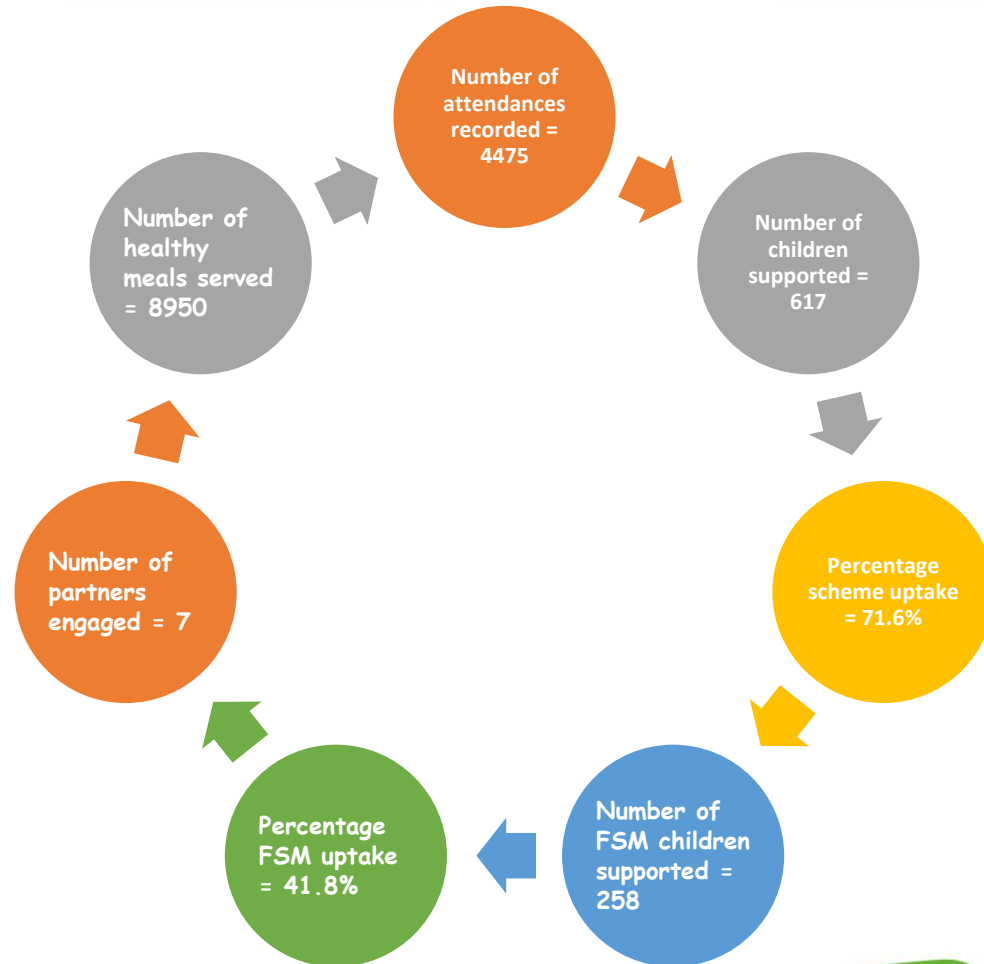 Number of
attendances
recorded =
4475
Number of
children
supported =
617
Percentage
scheme uptake
= 71.6%
Number of
FSM children
supported =
258
Percentage
FSM uptake
= 41.8%
Number of
partners
engaged = 7
Number of
healthy
meals served
= 8950